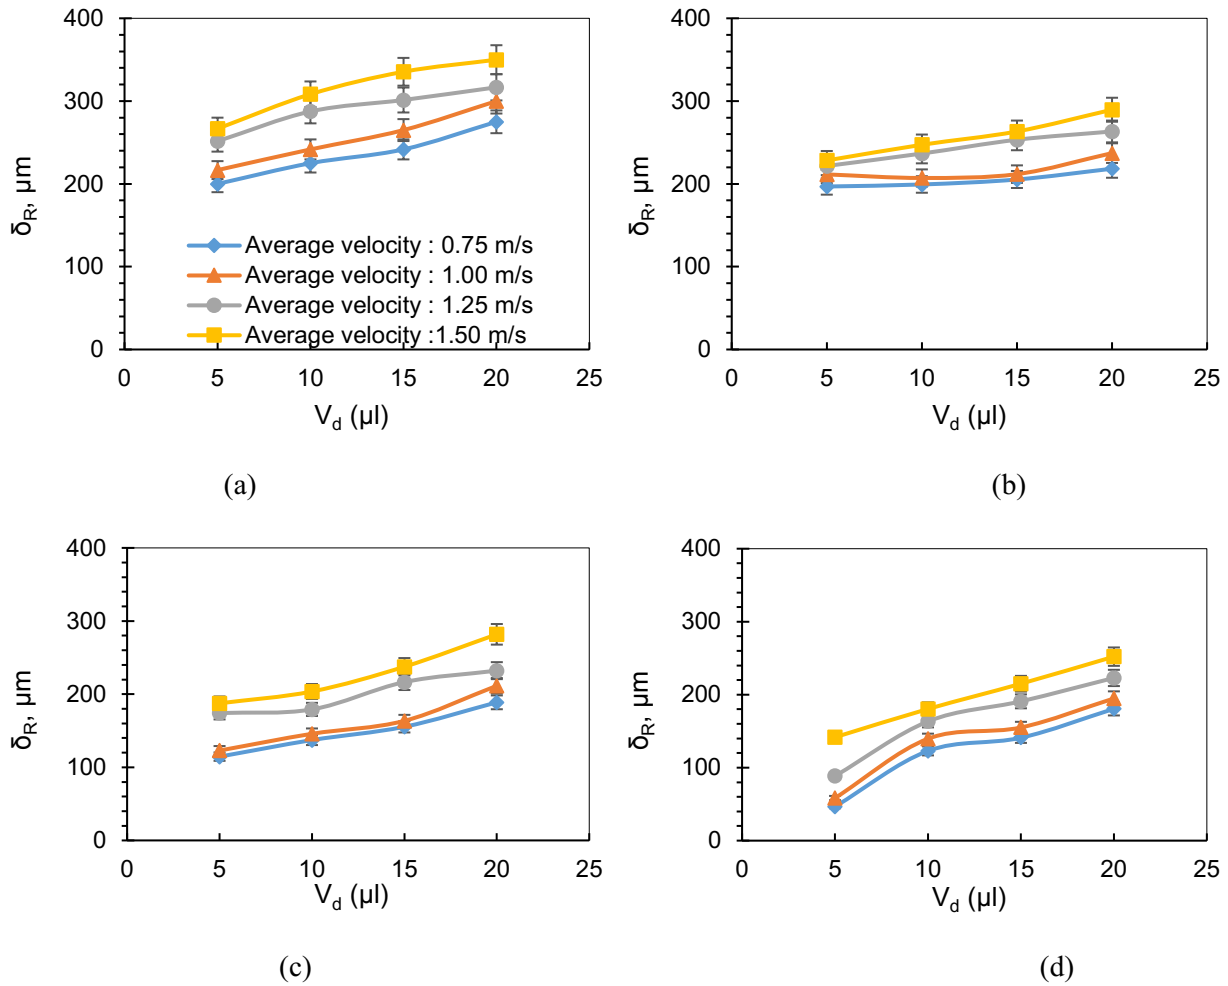 400
300
200
100
0
δR, µm
0 5 10 15 20 25
Vd (µl)
Average velocity : 0.75 m/s
Average velocity : 1.00 m/s
Average velocity : 1.25 m/s
Average velocity :1.50 m/s
(a)
400
300
200
100
0
δR, µm
0 5 10 15 20 25
Vd (µl)
(b)
400
300
200
100
0
δR, µm
0 5 10 15 20 25
Vd (µl)
(c)
400
300
200
100
0
δR, µm
0 5 10 15 20 25
Vd (µl)
(d)